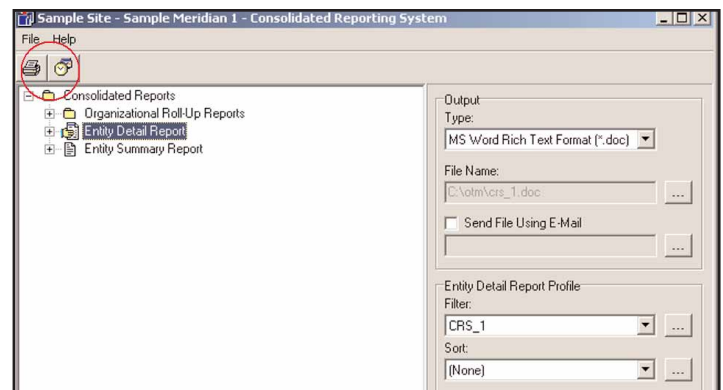 Sample Site - Sample Meridian 1 - Consolidated Reporting System
File Help
Consolidated Reports
Organizational Roll-Up Reports
Entity Detail Report
Entity Summary Report
Output
Type:
MS Word Rich Text Format (*.doc)
File Name:
C:\otm\crs_1.doc
...
Send File Using E-Mail
...
Entity Detail Report Profile
Filter:
CRS_1
...
Sort:
(None)
...